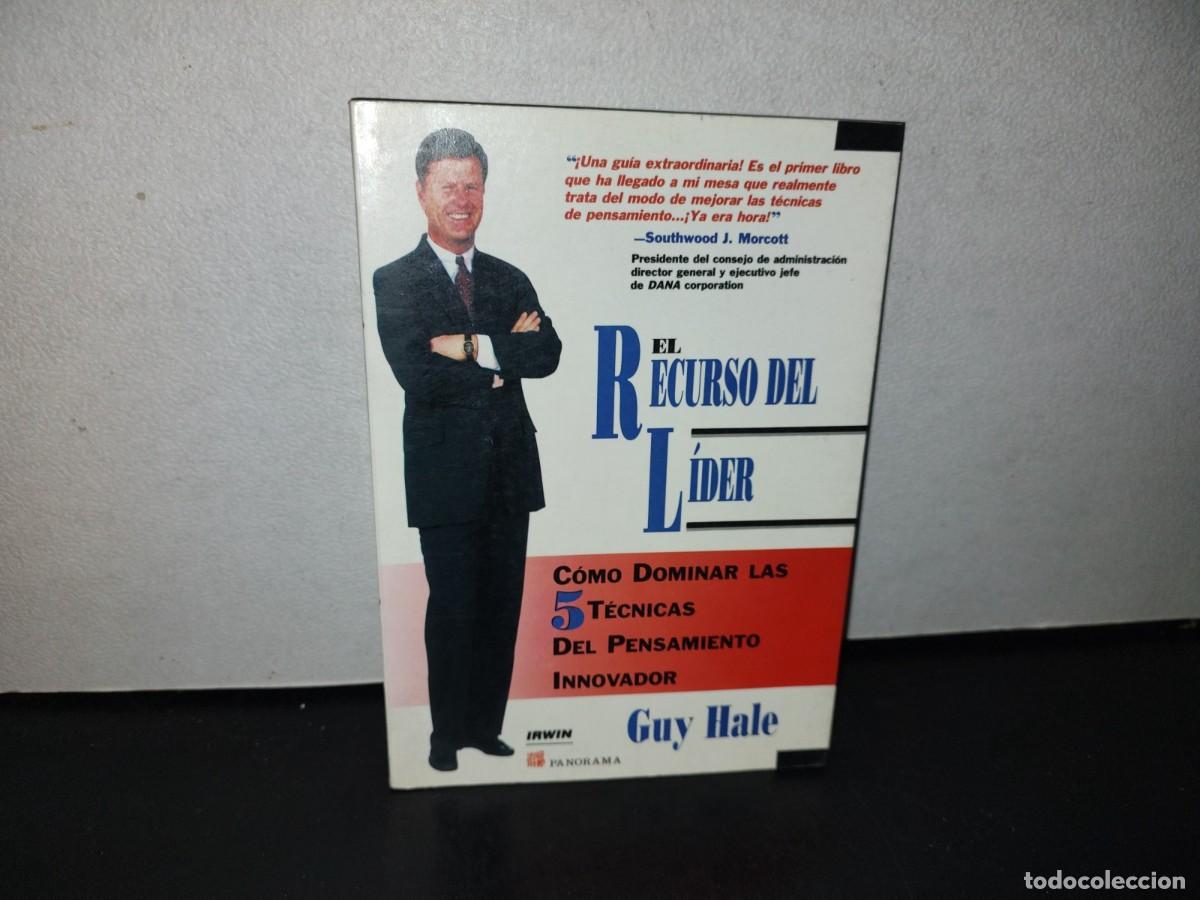 “¡Una guía extraordinaria! Es el primer libro
que ha llegado a mi mesa que realmente
trata del modo de mejorar las técnicas
de pensamiento...¡Ya era hora!”
—Southwood J. Morcott
Presidente del consejo de administración
director general y ejecutivo jefe
de DANA corporation
EL
RECURSO DEL
LÍDER
CÓMO DOMINAR LAS
5 TÉCNICAS
DEL PENSAMIENTO
INNOVADOR
Guy Hale
IRWIN
PANORAMA
todocoleccion